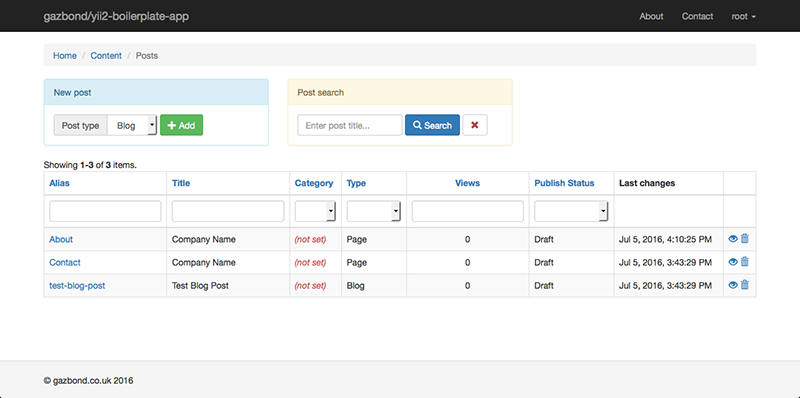 gazbond/yii2-boilerplate-app About Contact root
Home / Content / Posts
New post Post search
Post type Blog Add Enter post title... Search
Showing 1-3 of 3 items.
Alias Title Category Type Views Publish Status Last changes
About Company Name (not set) Page 0 Draft Jul 5, 2016, 4:10:25 PM
Contact Company Name (not set) Page 0 Draft Jul 5, 2016, 3:43:29 PM
test-blog-post Test Blog Post (not set) Blog 0 Draft Jul 5, 2016, 3:43:29 PM
© gazbond.co.uk 2016